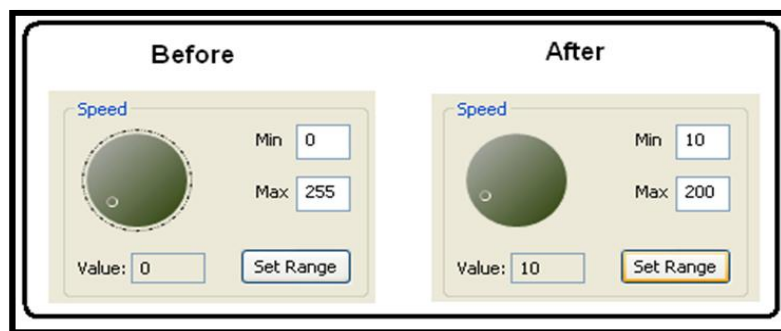 Before
Speed
Min 0
Max 255
Value: 0
Set Range
After
Speed
Min 10
Max 200
Value: 10
Set Range